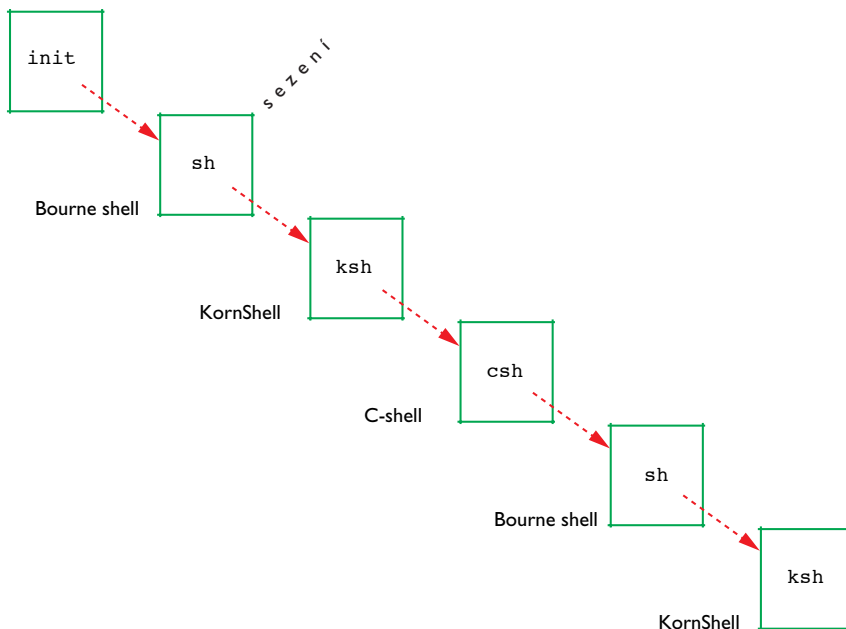 init
sezení
sh
Bourne shell
ksh
KornShell
csh
C-shell
sh
Bourne shell
ksh
KornShell